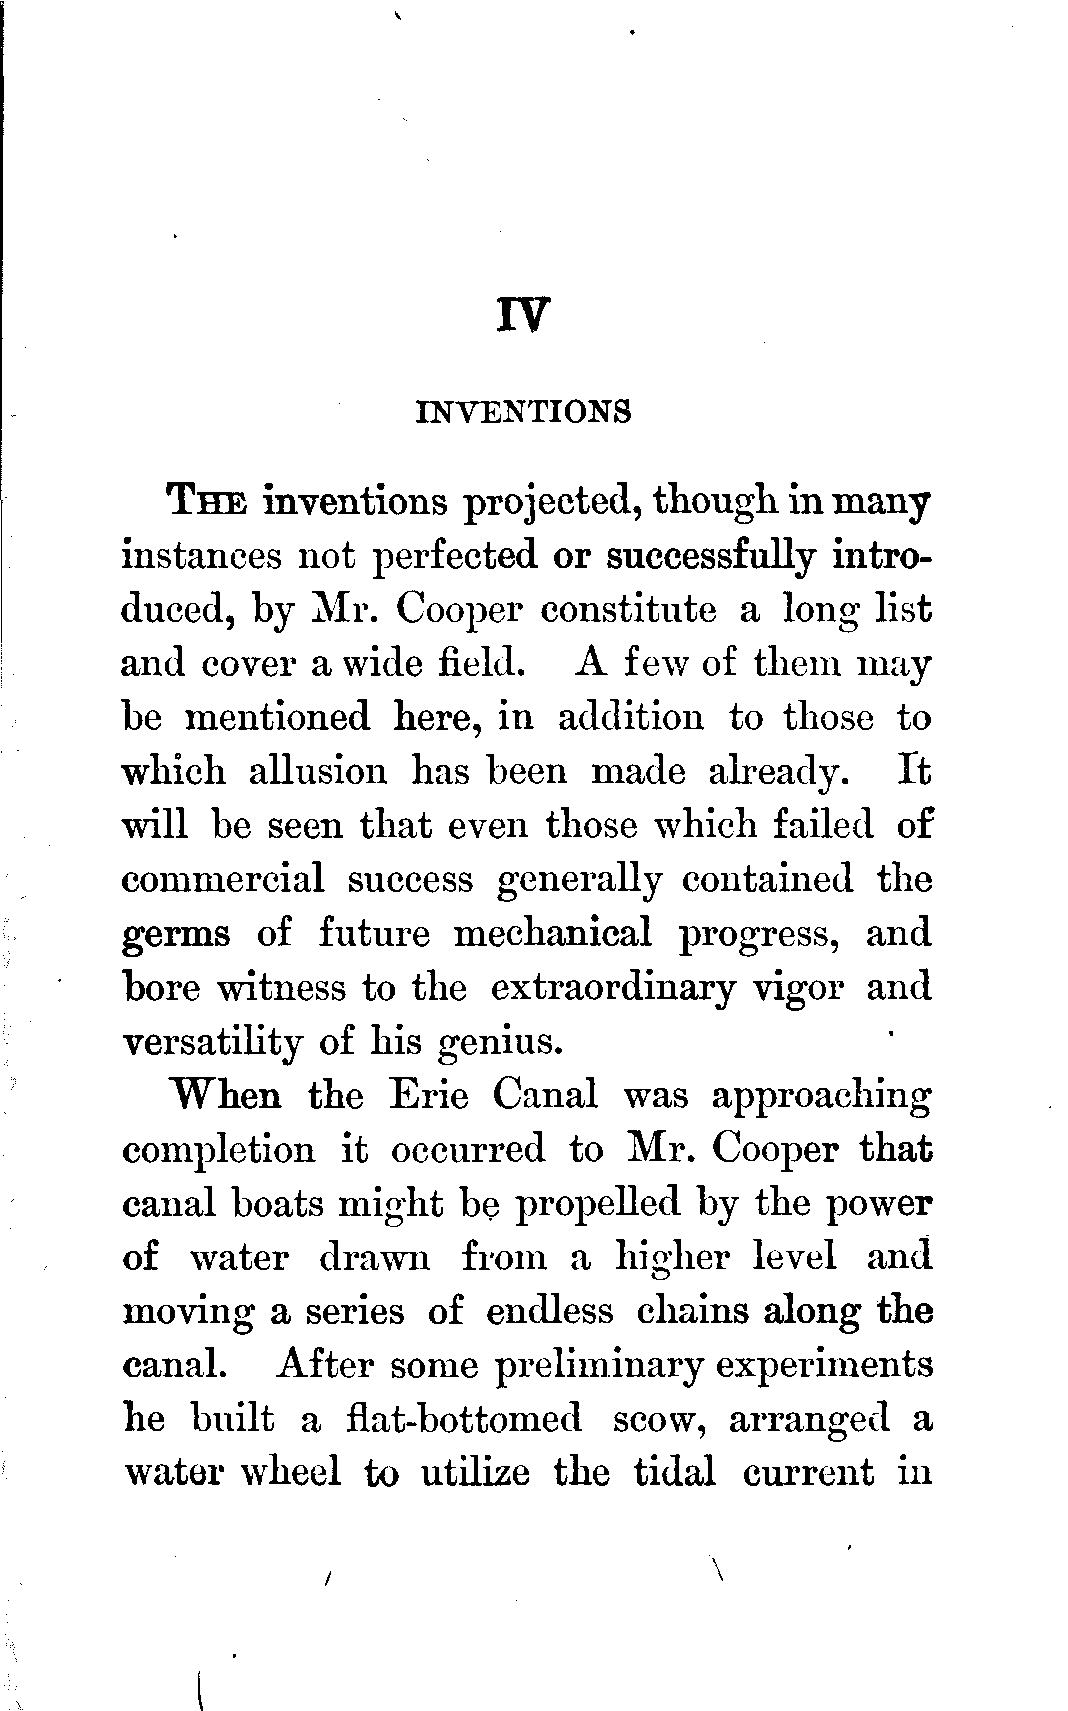 IV
INVENTIONS
THE inventions projected, though in many
instances not perfected or successfully intro-
duced, by Mr. Cooper constitute a long list
and cover a wide field. A few of them may
be mentioned here, in addition to those to
which allusion has been made already. It
will be seen that even those which failed of
commercial success generally contained the
germs of future mechanical progress, and
bore witness to the extraordinary vigor and
versatility of his genius.
When the Erie Canal was approaching
completion it occurred to Mr. Cooper that
canal boats might be propelled by the power
of water drawn from a higher level and
moving a series of endless chains along the
canal. After some preliminary experiments
he built a flat-bottomed scow, arranged a
water wheel to utilize the tidal current in